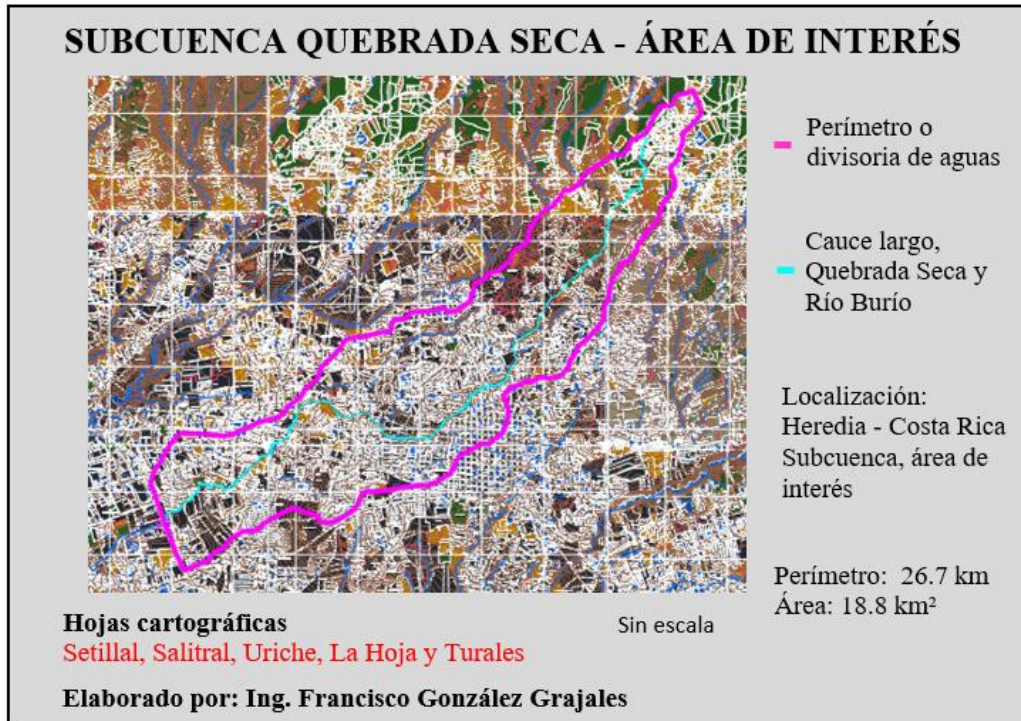 SUBCUENCA QUEBRADA SECA - ÁREA DE INTERÉS
Perímetro o
divisoria de aguas
Cauce largo,
Quebrada Seca y
Río Burío
Localización:
Heredia - Costa Rica
Subcuenca, área de
interés
Perímetro: 26.7 km
Área: 18.8 km²
Sin escala
Hojas cartográficas
Setillal, Salitral, Uriche, La Hoja y Turales
Elaborado por: Ing. Francisco González Grajales